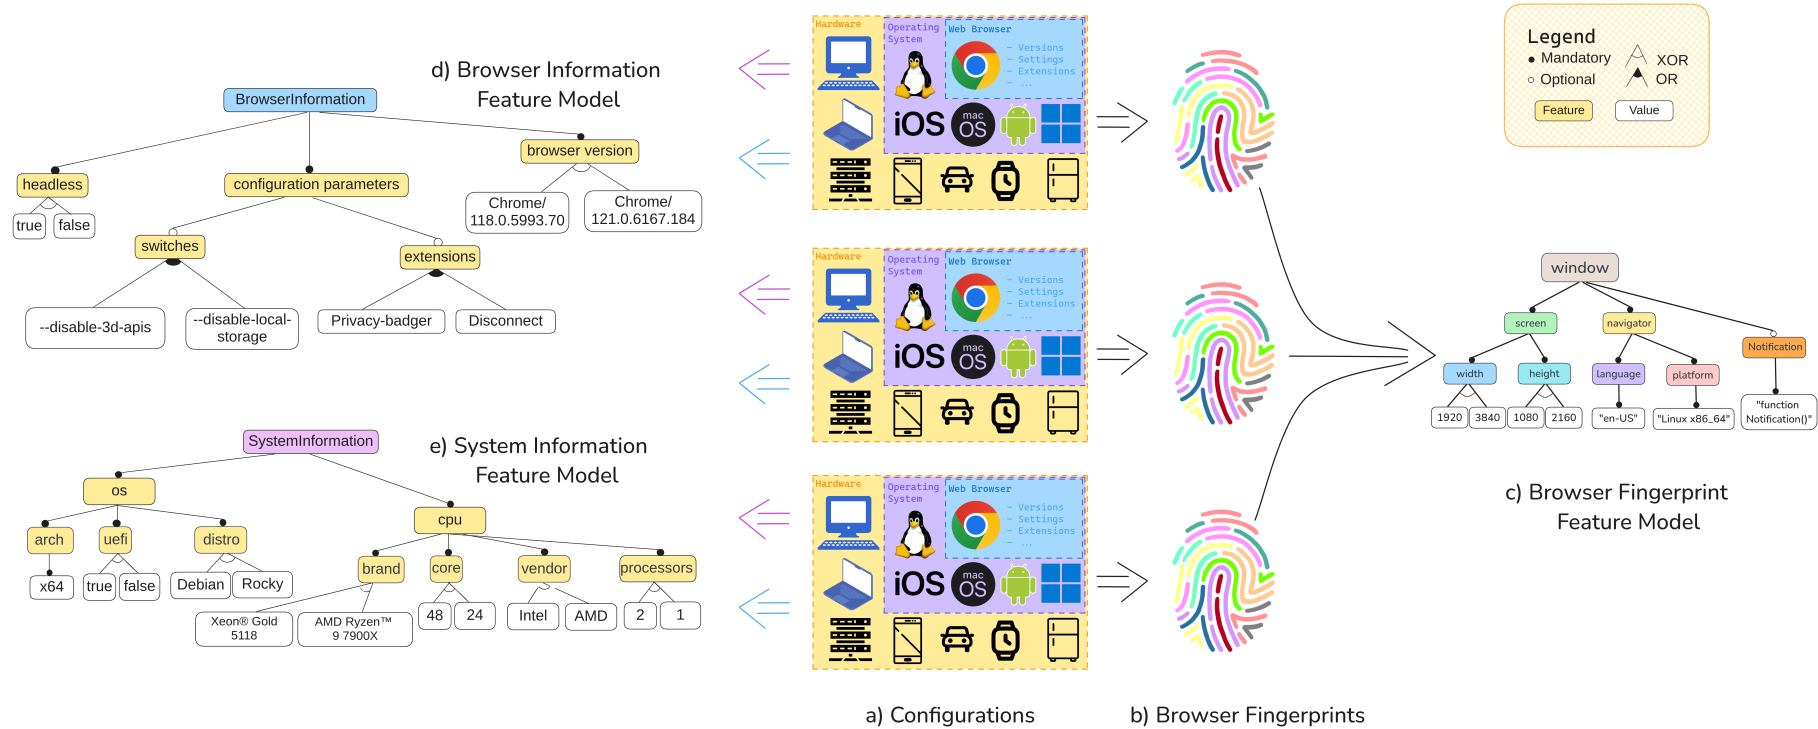 d) Browser Information
Feature Model
BrowserInformation
headless
true
false
configuration parameters
switches
--disable-3d-apis
--disable-local-
storage
extensions
Privacy-badger
Disconnect
browser version
Chrome/
118.0.5993.70
Chrome/
121.0.6167.184
e) System Information
Feature Model
SystemInformation
os
arch
x64
uefi
true
false
distro
Debian
Rocky
cpu
brand
Xeon® Gold
5118
AMD Ryzen™
9 7900X
core
48
24
vendor
Intel
AMD
processors
2
1
Hardware
Operating
System
Web Browser
- Versions
- Settings
- Extensions
- ...
iOS
mac
OS
Hardware
Operating
System
Web Browser
- Versions
- Settings
- Extensions
- ...
iOS
mac
OS
Hardware
Operating
System
Web Browser
- Versions
- Settings
- Extensions
- ...
iOS
mac
OS
a) Configurations
b) Browser Fingerprints
Legend
Mandatory
Optional
XOR
OR
Feature
Value
window
screen
width
1920
3840
height
1080
2160
navigator
language
"en-US"
platform
"Linux x86_64"
Notification
"function
Notification()"
c) Browser Fingerprint
Feature Model